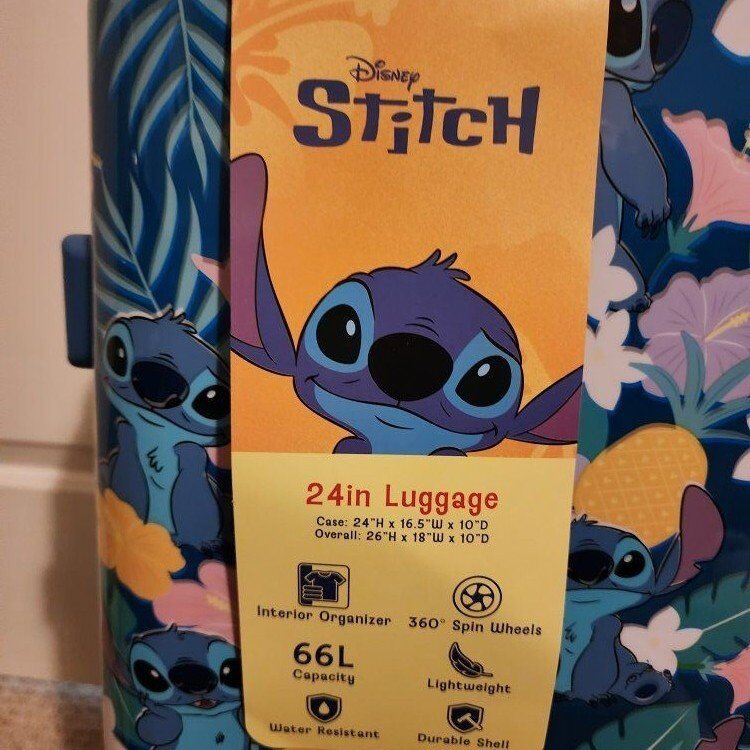 Disney
Stitch
24in Luggage
Case: 24"H x 16.5"W x 10"D
Overall: 26"H x 18"W x 10"D
Interior Organizer
360° Spin Wheels
66L
Capacity
Lightweight
Water Resistant
Durable Shell